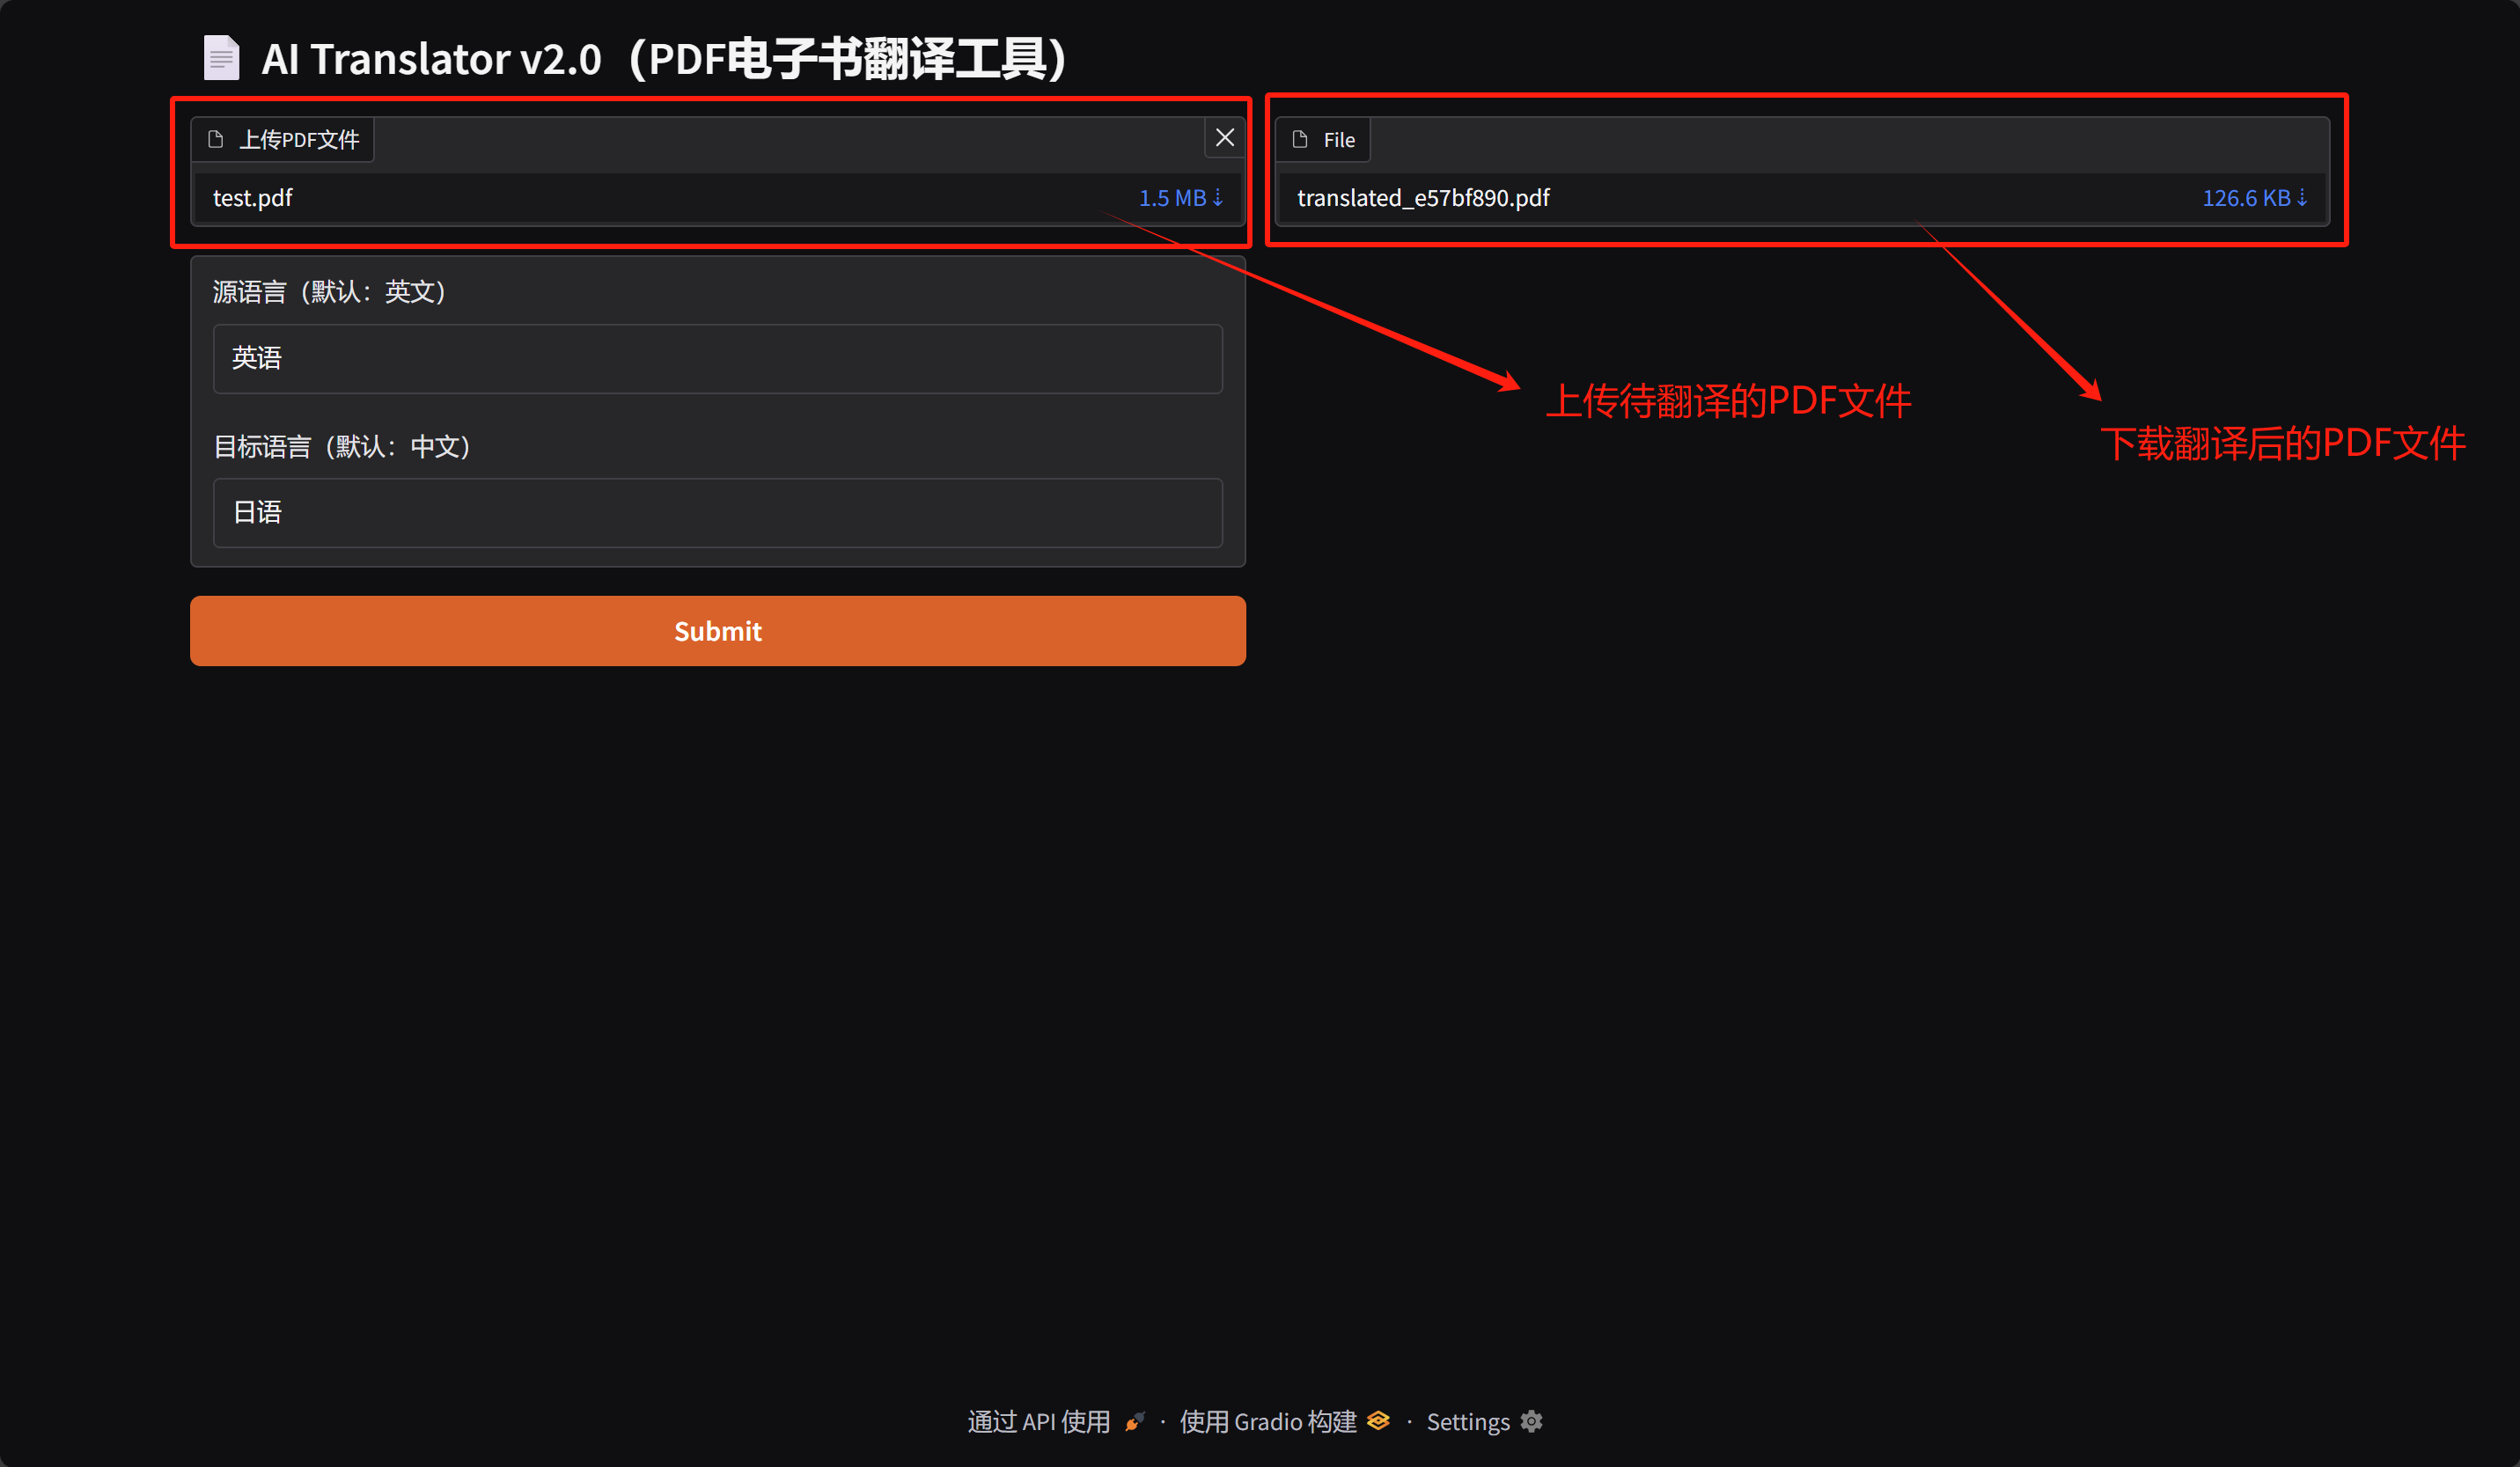 AI Translator v2.0（PDF电子书翻译工具）
上传PDF文件
test.pdf
1.5 MB ⇣
File
translated_e57bf890.pdf
126.6 KB ⇣
源语言（默认：英文）
英语
目标语言（默认：中文）
日语
Submit
上传待翻译的PDF文件
下载翻译后的PDF文件
通过 API 使用 · 使用 Gradio 构建 · Settings